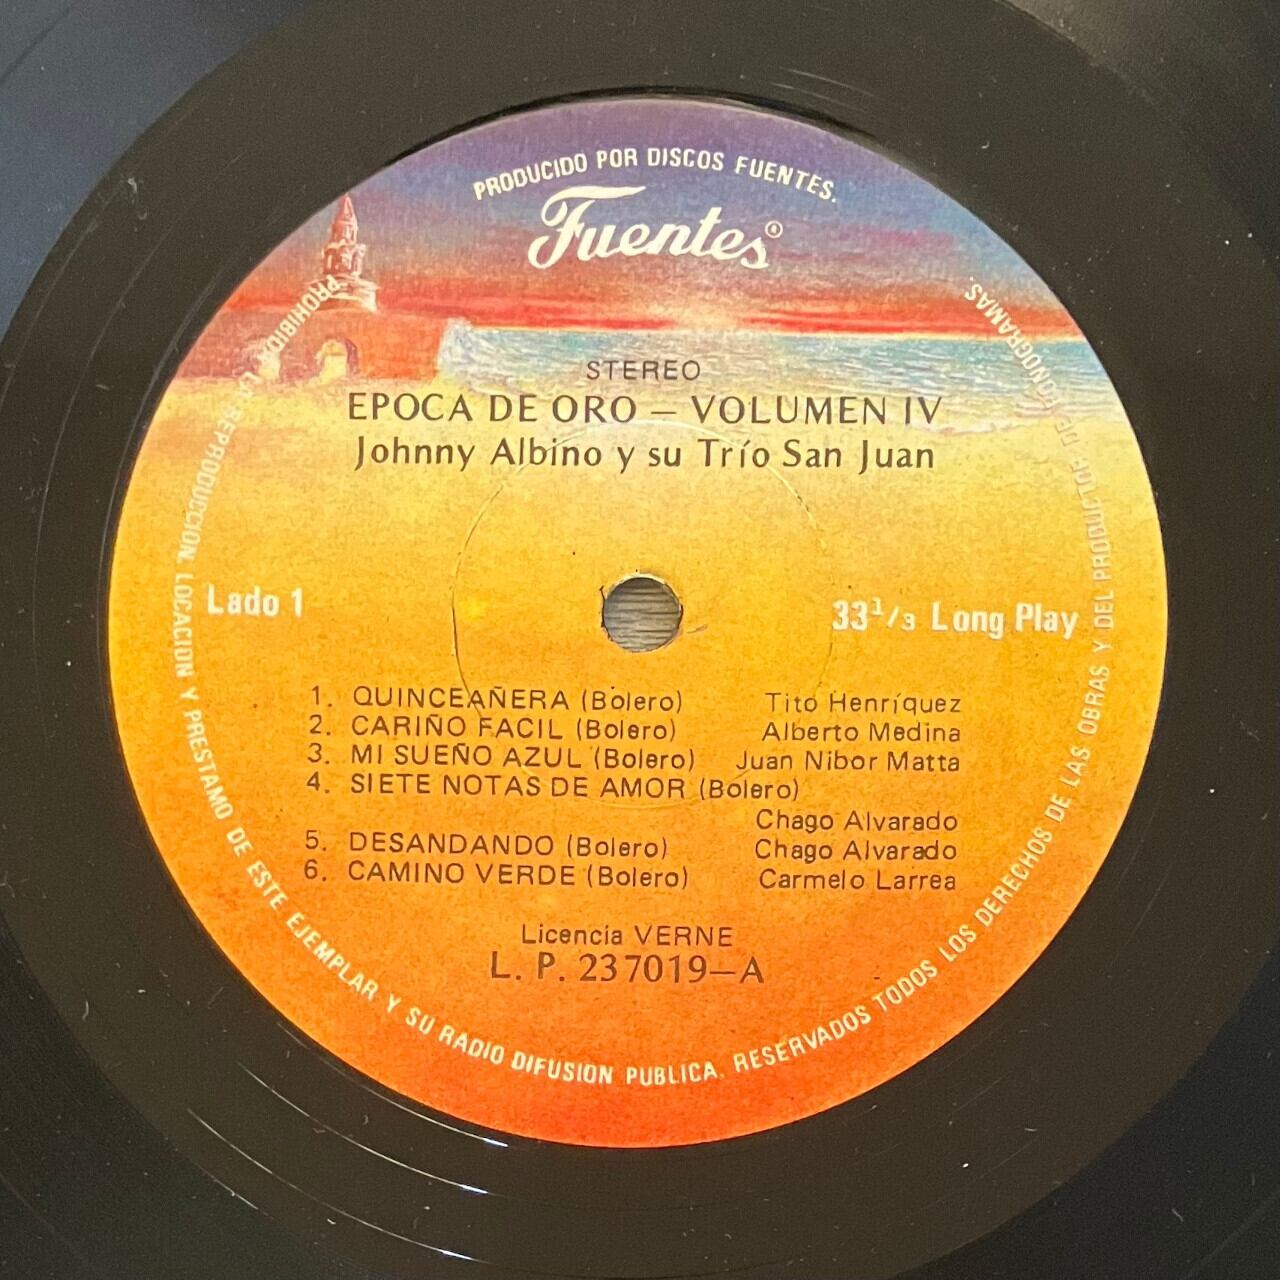 PRODUCIDO POR DISCOS FUENTES.
Fuentes®
STEREO
EPOCA DE ORO — VOLUMEN IV
Johnny Albino y su Trío San Juan
Lado 1
33 1/3 Long Play
1. QUINCEAÑERA (Bolero) Tito Henríquez
2. CARIÑO FACIL (Bolero) Alberto Medina
3. MI SUEÑO AZUL (Bolero) Juan Nibor Matta
4. SIETE NOTAS DE AMOR (Bolero)
Chago Alvarado
5. DESANDANDO (Bolero) Chago Alvarado
6. CAMINO VERDE (Bolero) Carmelo Larrea
Licencia VERNE
L. P. 237019—A
PROHIBIDA LA REPRODUCCION, LOCACION Y PRESTAMO DE ESTE EJEMPLAR Y SU RADIO DIFUSION PUBLICA. RESERVADOS TODOS LOS DERECHOS DE LAS OBRAS Y DEL PRODUCTOR DE FONOGRAMAS.